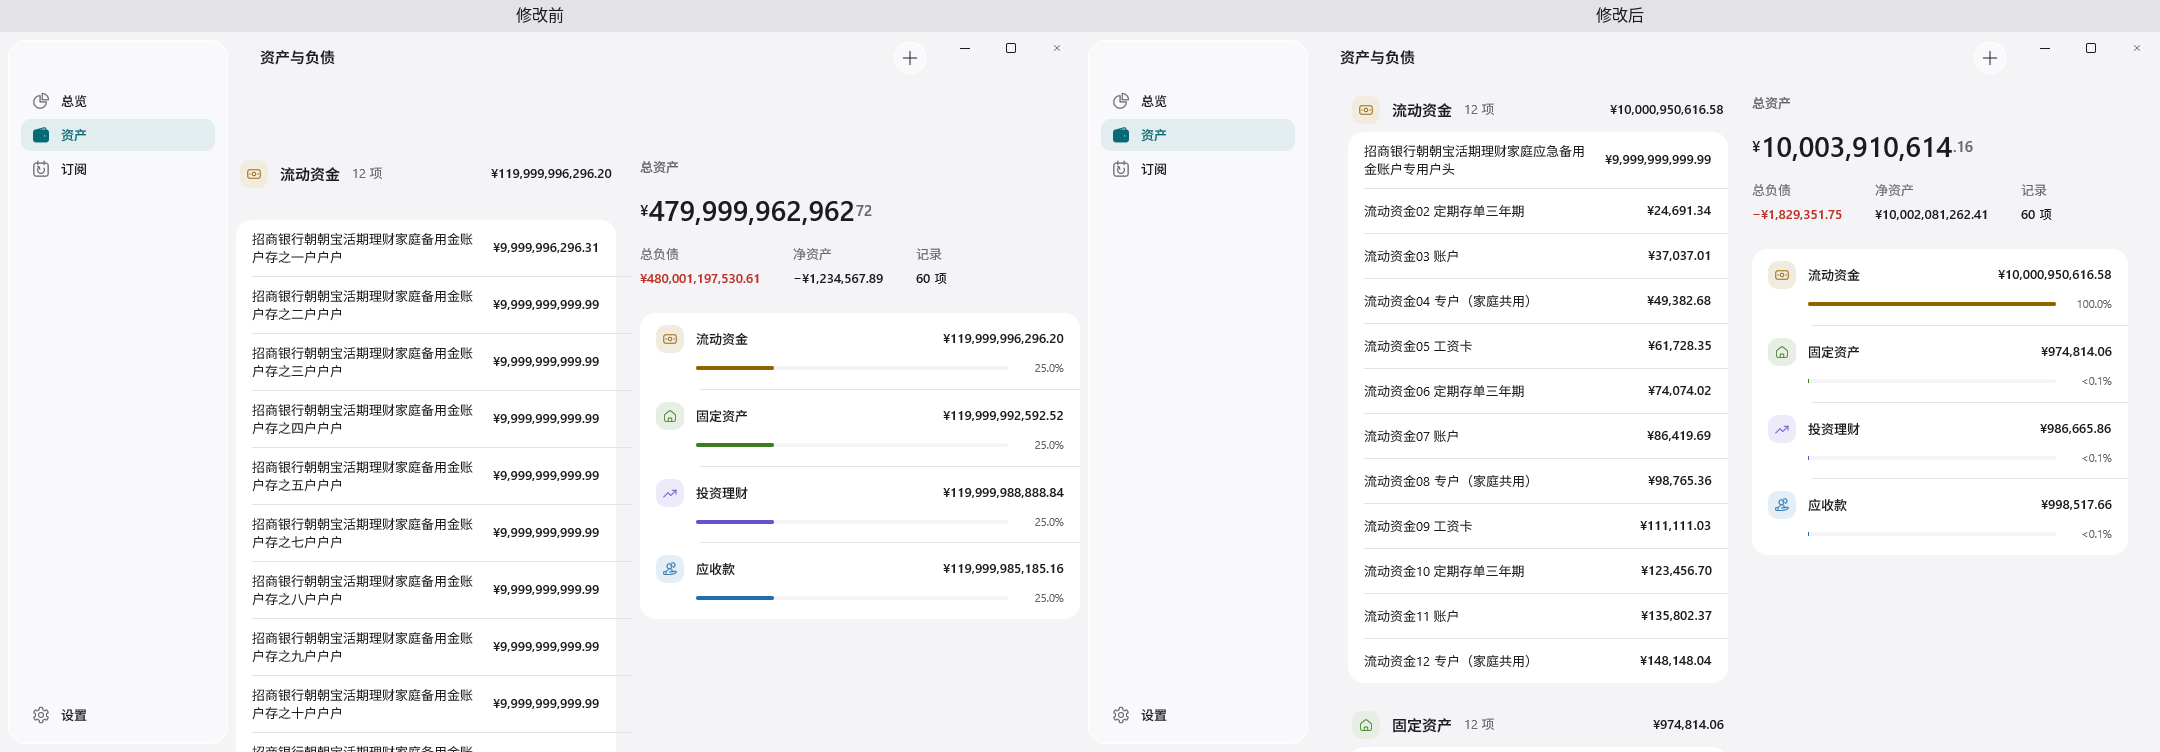 修改前
资产与负债
总览
资产
订阅
设置
流动资金 12 项 ¥119,999,996,296.20
招商银行朝朝宝活期理财家庭备用金账
户存之一户户户
¥9,999,996,296.31
招商银行朝朝宝活期理财家庭备用金账
户存之二户户户
¥9,999,999,999.99
招商银行朝朝宝活期理财家庭备用金账
户存之三户户户
¥9,999,999,999.99
招商银行朝朝宝活期理财家庭备用金账
户存之四户户户
¥9,999,999,999.99
招商银行朝朝宝活期理财家庭备用金账
户存之五户户户
¥9,999,999,999.99
招商银行朝朝宝活期理财家庭备用金账
户存之七户户户
¥9,999,999,999.99
招商银行朝朝宝活期理财家庭备用金账
户存之八户户户
¥9,999,999,999.99
招商银行朝朝宝活期理财家庭备用金账
户存之九户户户
¥9,999,999,999.99
招商银行朝朝宝活期理财家庭备用金账
户存之十户户户
¥9,999,999,999.99
招商银行朝朝宝活期理财家庭备用金账
总资产
¥479,999,962,962 72
总负债 净资产 记录
¥480,001,197,530.61 −¥1,234,567.89 60 项
流动资金 ¥119,999,996,296.20
25.0%
固定资产 ¥119,999,992,592.52
25.0%
投资理财 ¥119,999,988,888.84
25.0%
应收款 ¥119,999,985,185.16
25.0%
修改后
资产与负债
总览
资产
订阅
设置
流动资金 12 项 ¥10,000,950,616.58
招商银行朝朝宝活期理财家庭应急备用
金账户专用户头
¥9,999,999,999.99
流动资金02 定期存单三年期 ¥24,691.34
流动资金03 账户 ¥37,037.01
流动资金04 专户（家庭共用） ¥49,382.68
流动资金05 工资卡 ¥61,728.35
流动资金06 定期存单三年期 ¥74,074.02
流动资金07 账户 ¥86,419.69
流动资金08 专户（家庭共用） ¥98,765.36
流动资金09 工资卡 ¥111,111.03
流动资金10 定期存单三年期 ¥123,456.70
流动资金11 账户 ¥135,802.37
流动资金12 专户（家庭共用） ¥148,148.04
固定资产 12 项 ¥974,814.06
总资产
¥10,003,910,614.16
总负债 净资产 记录
−¥1,829,351.75 ¥10,002,081,262.41 60 项
流动资金 ¥10,000,950,616.58
100.0%
固定资产 ¥974,814.06
<0.1%
投资理财 ¥986,665.86
<0.1%
应收款 ¥998,517.66
<0.1%